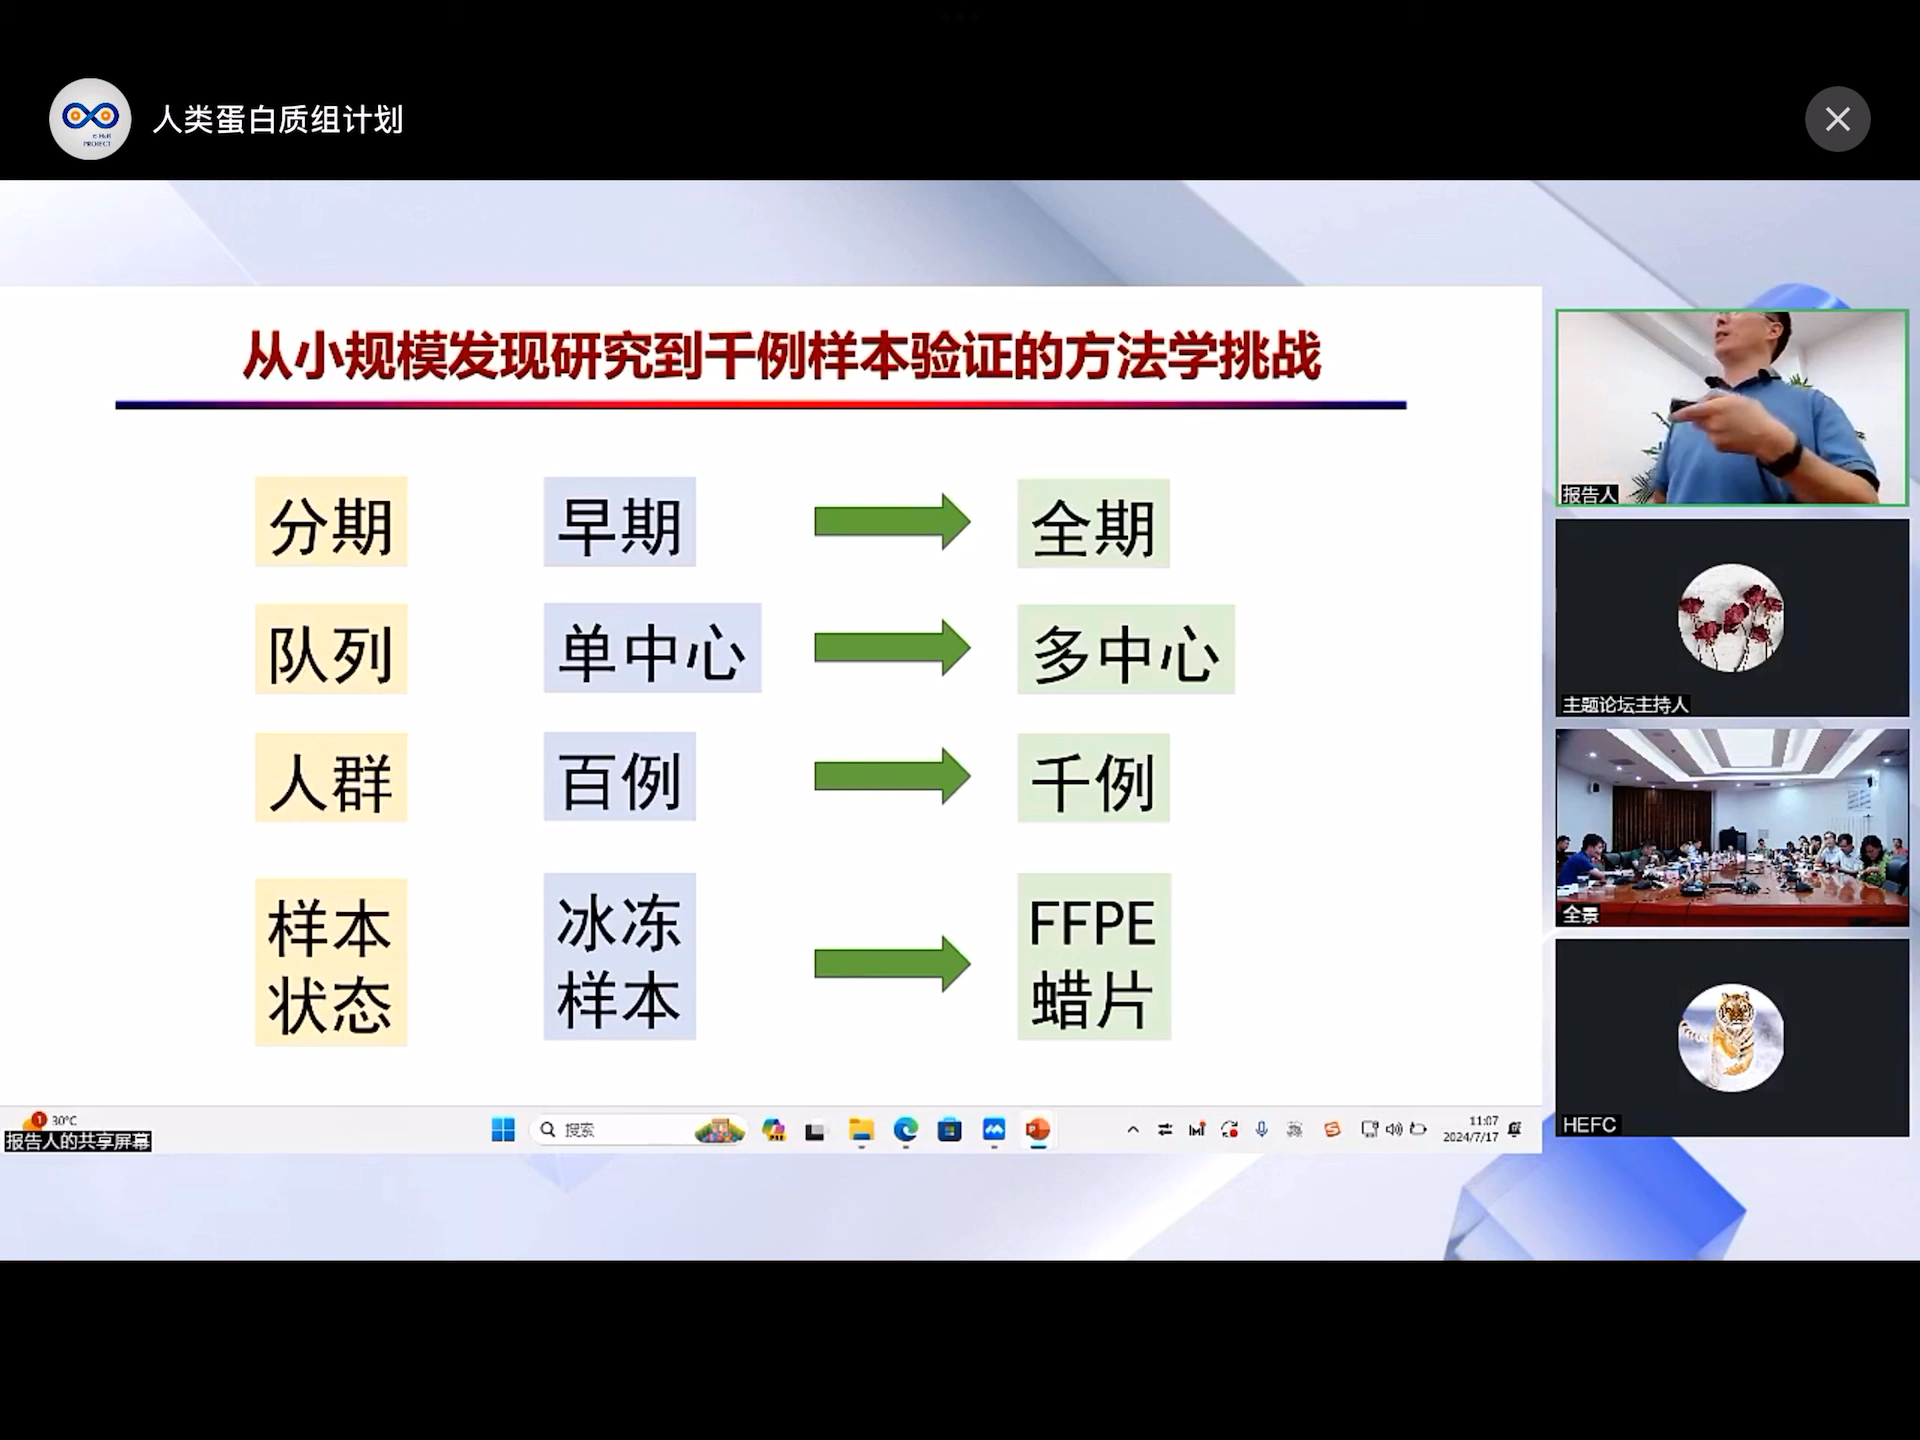 人类蛋白质组计划
PROJECT
从小规模发现研究到千例样本验证的方法学挑战
分期 早期 全期
队列 单中心 多中心
人群 百例 千例
样本 冰冻 FFPE
状态 样本 蜡片
报告人
主题论坛主持人
全景
HEFC
1 30°C
报告人的共享屏幕
搜索
11:07
2024/7/17